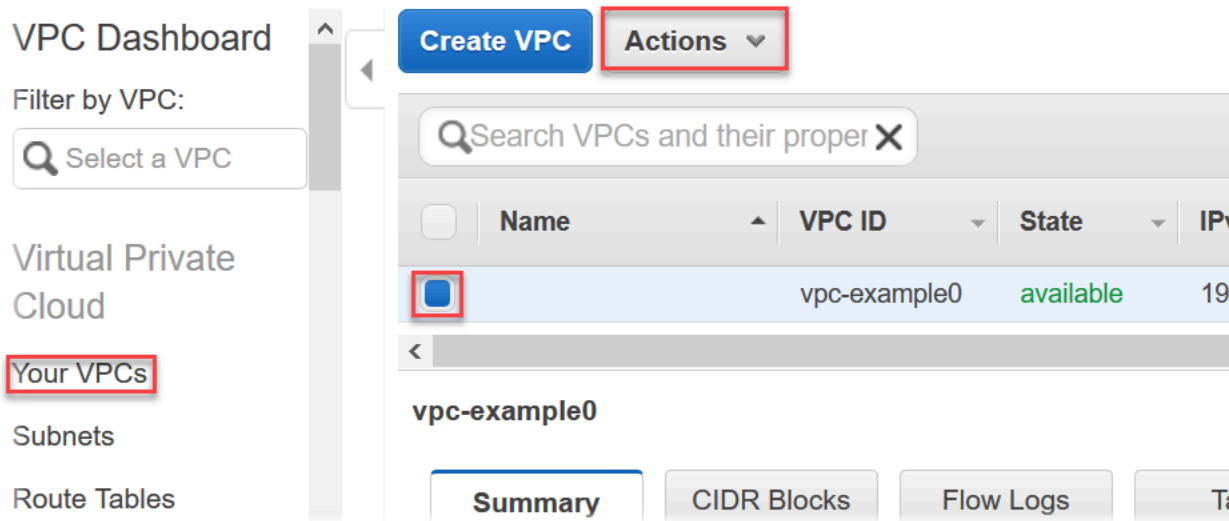 VPC Dashboard
Filter by VPC:
Select a VPC
Virtual Private
Cloud
Your VPCs
Subnets
Route Tables
Create VPC Actions
Search VPCs and their proper
Name VPC ID State
vpc-example0 available 19
vpc-example0
Summary CIDR Blocks Flow Logs